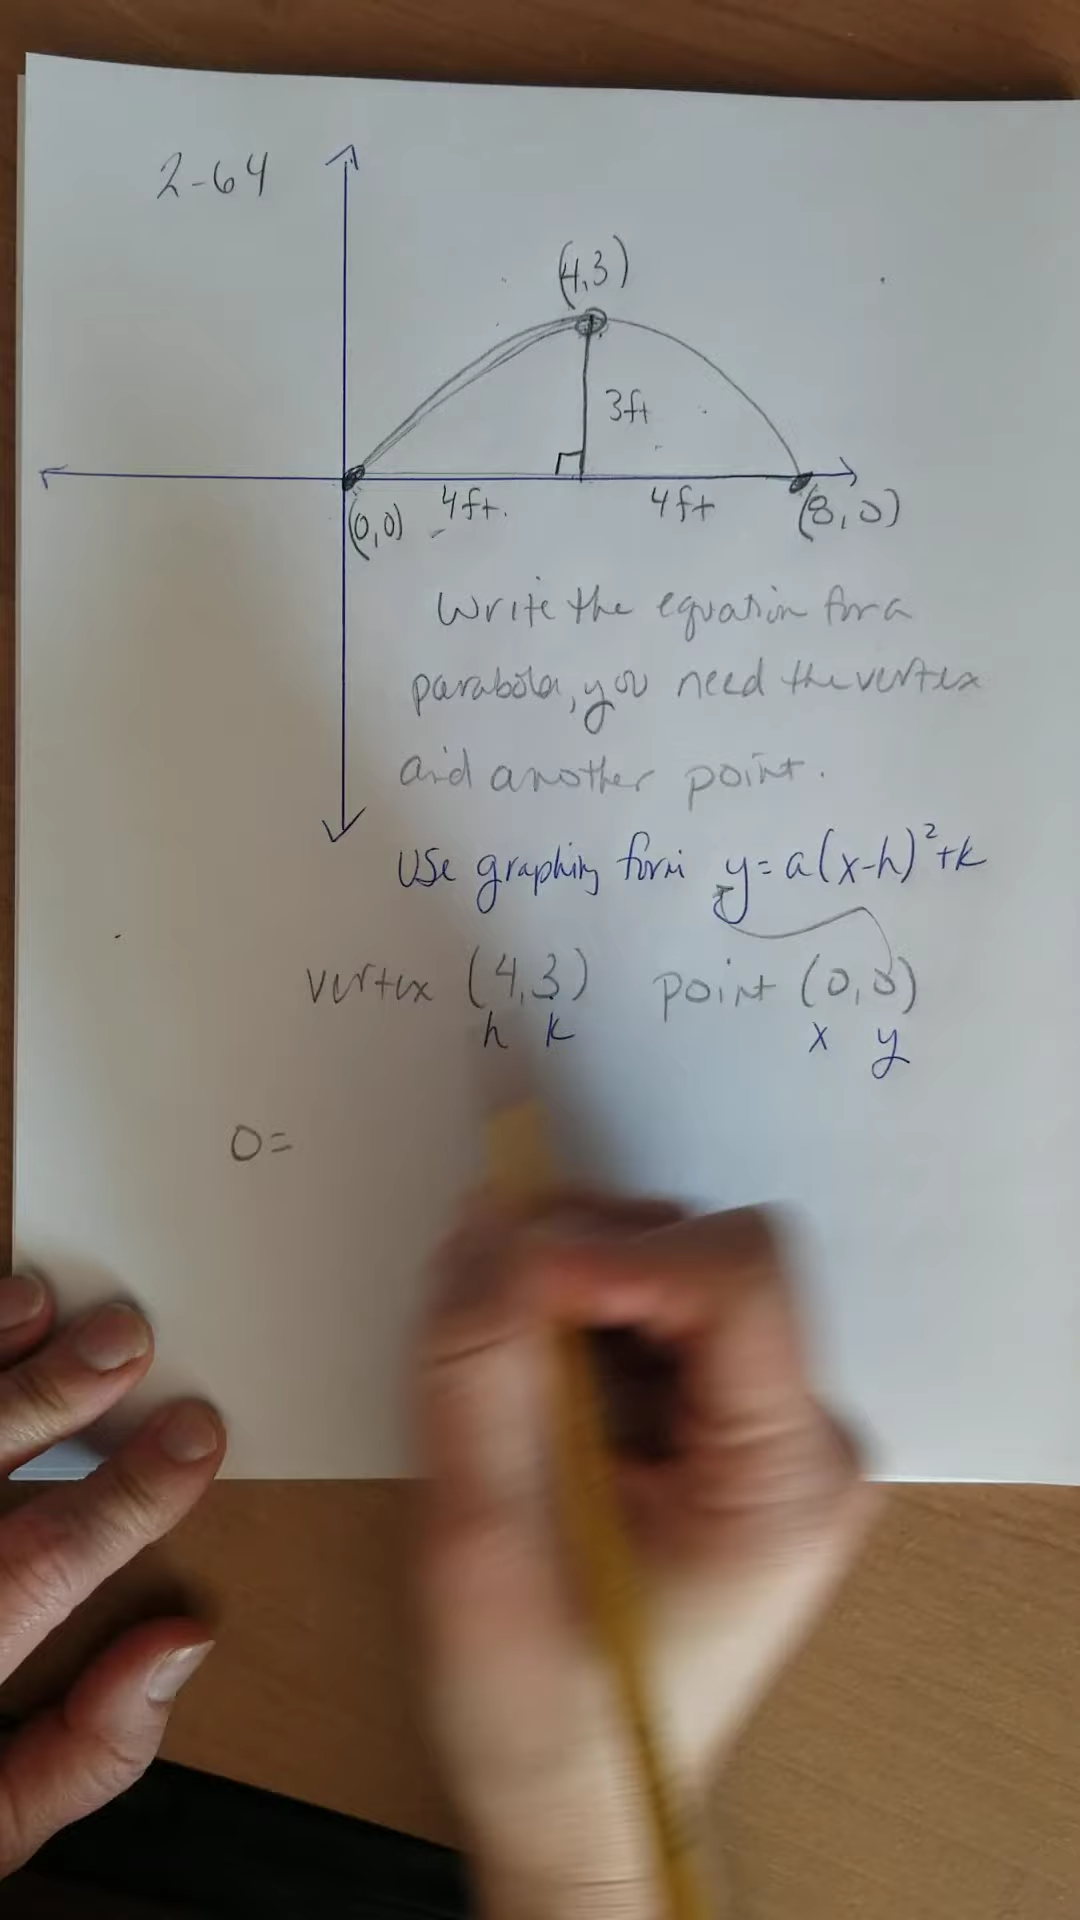 2-64
(4,3)
3ft
4ft.
4ft
(0,0)
(8,0)
Write the equation for a
parabola, you need the vertex
and another point.
Use graphing form y=a(x-h)²+k
vertex (4,3) point (0,0)
h k x y
0=